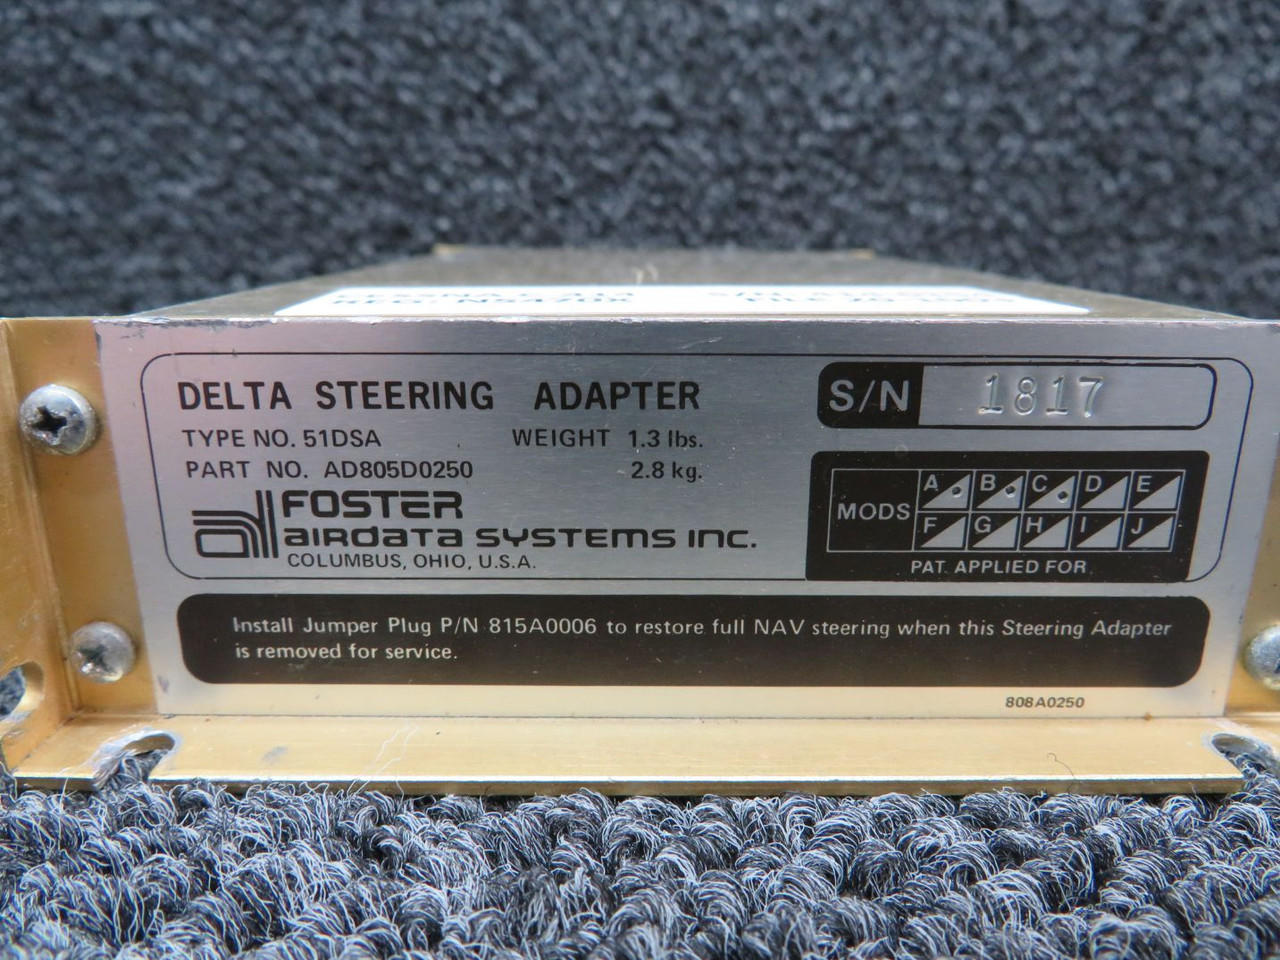 DELTA STEERING ADAPTER
TYPE NO. 51DSA WEIGHT 1.3 lbs.
PART NO. AD805D0250 2.8 kg.
FOSTER
AIRDATA SYSTEMS INC.
COLUMBUS, OHIO, U.S.A.
S/N 1817
MODS A B C D E
F G H I J
PAT. APPLIED FOR
Install Jumper Plug P/N 815A0006 to restore full NAV steering when this Steering Adapter
is removed for service.
808A0250